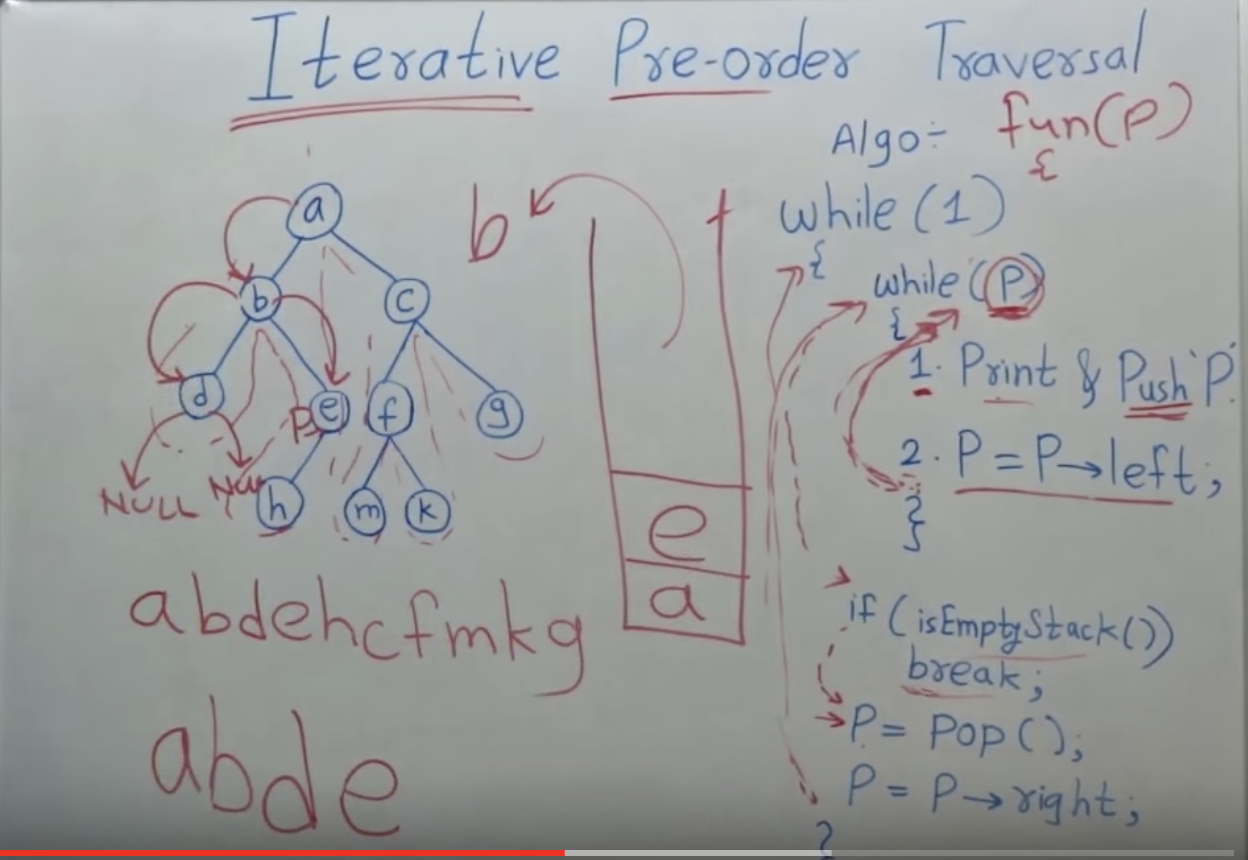 Iterative Pre-order Traversal
Algo:- fun(P)
{
while (1)
{
while (P)
{
1. Print & Push 'P'
2. P = P→left;
}
if (isEmptyStack())
break;
P = Pop();
P = P→right;
}
a
b
b
c
d
P
e
f
g
NULL
h
m
k
e
a
abdehcfmkg
abde